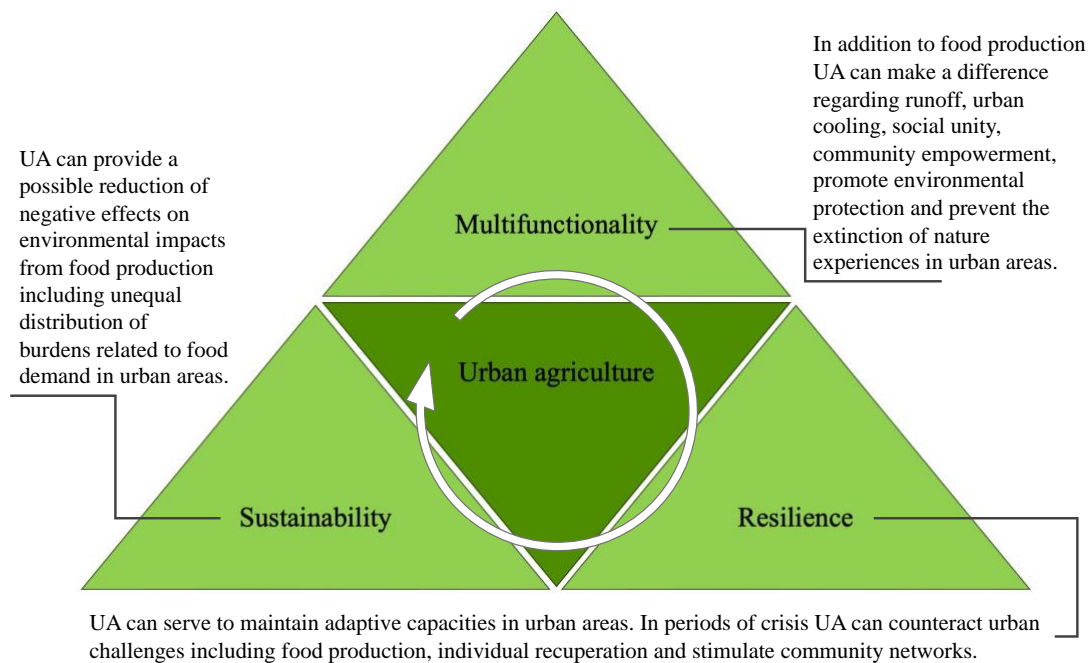 In addition to food production
UA can make a difference
regarding runoff, urban
cooling, social unity,
community empowerment,
promote environmental
protection and prevent the
extinction of nature
experiences in urban areas.
UA can provide a
possible reduction of
negative effects on
environmental impacts
from food production
including unequal
distribution of
burdens related to food
demand in urban areas.
Multifunctionality
Urban agriculture
Sustainability
Resilience
UA can serve to maintain adaptive capacities in urban areas. In periods of crisis UA can counteract urban
challenges including food production, individual recuperation and stimulate community networks.